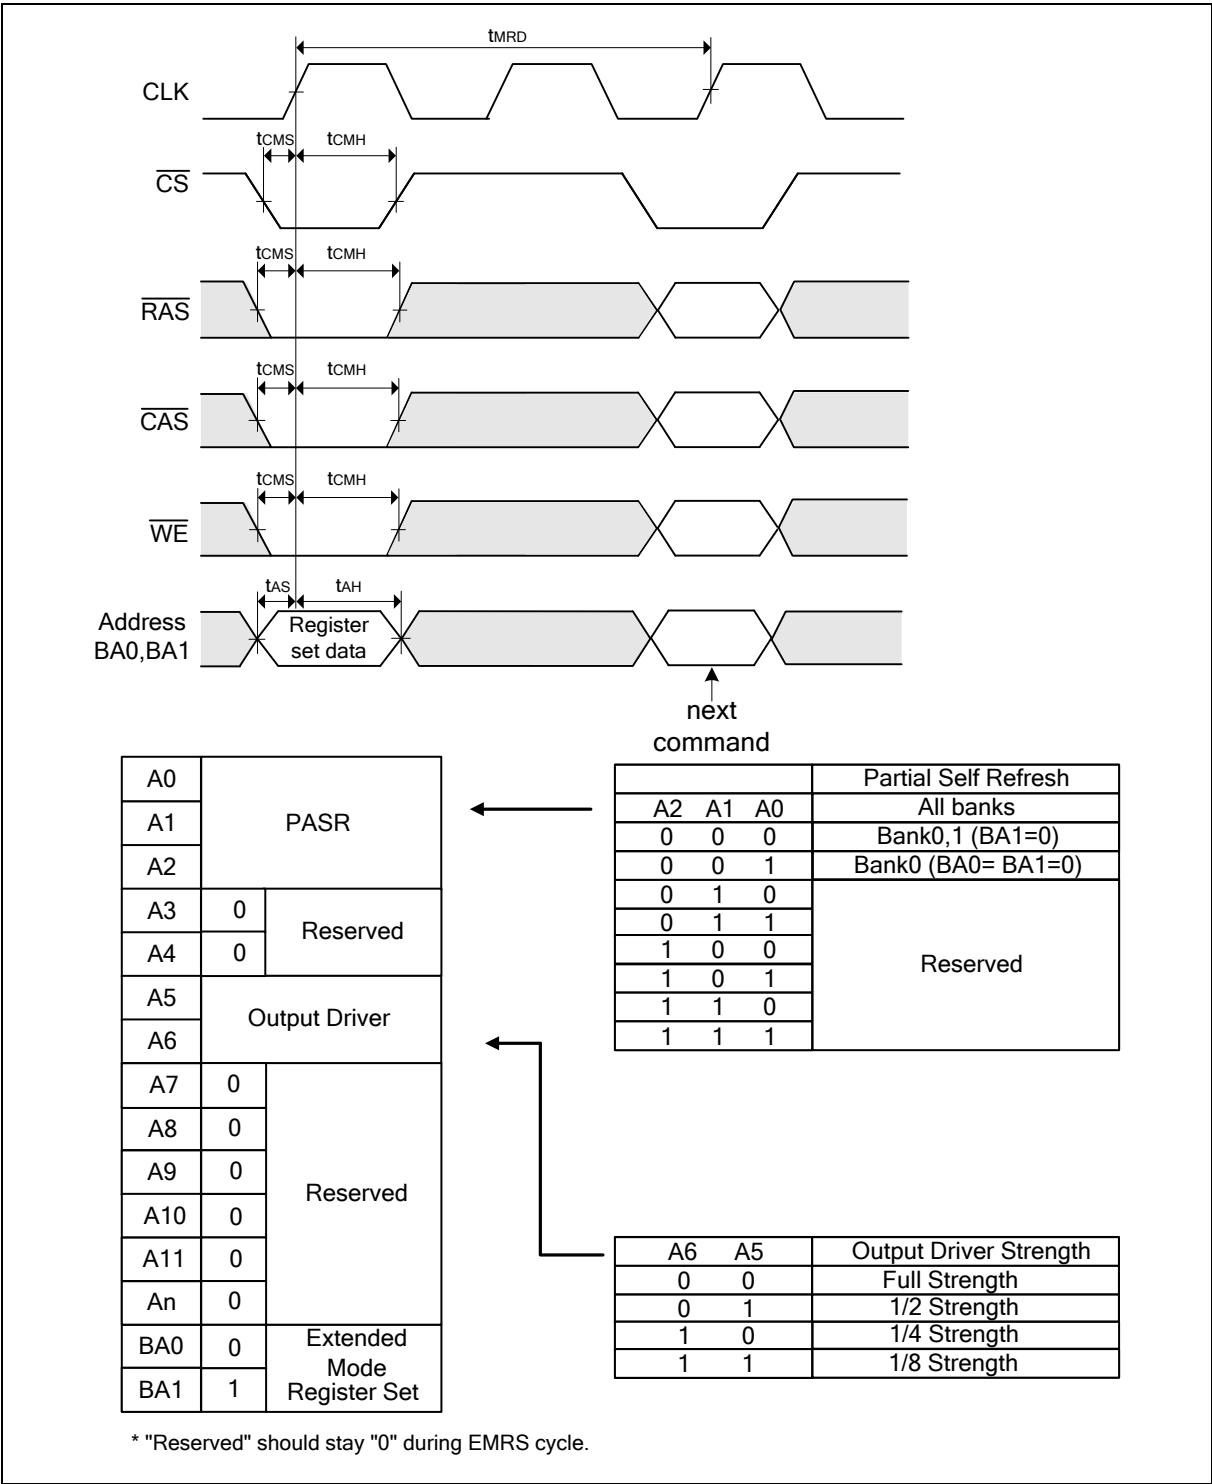 tMRD
CLK
tCMS tCMH
CS
tCMS tCMH
RAS
tCMS tCMH
CAS
tCMS tCMH
WE
tAS tAH
Address
BA0,BA1
Register
set data
next
command
A0
A1 PASR
A2
A3 0
Reserved
A4 0
A5
Output Driver
A6
A7 0
A8 0
A9 0
Reserved
A10 0
A11 0
An 0
BA0 0
BA1 1
Extended
Mode
Register Set
Partial Self Refresh
A2 A1 A0 All banks
0 0 0 Bank0,1 (BA1=0)
0 0 1 Bank0 (BA0= BA1=0)
0 1 0
0 1 1
1 0 0
Reserved
1 0 1
1 1 0
1 1 1
A6 A5 Output Driver Strength
0 0 Full Strength
0 1 1/2 Strength
1 0 1/4 Strength
1 1 1/8 Strength
* "Reserved" should stay "0" during EMRS cycle.